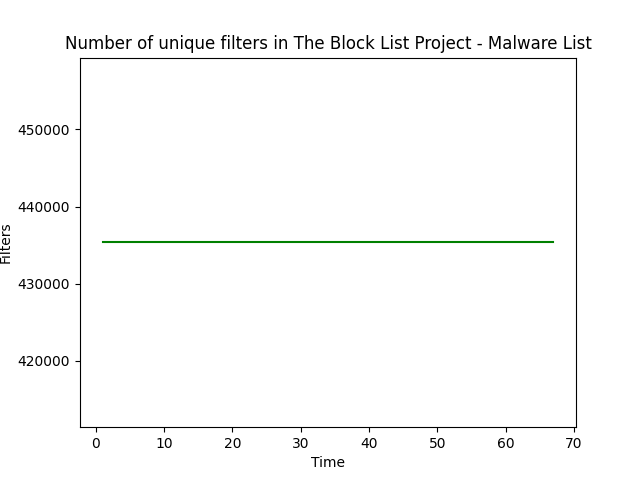 Number of unique filters in The Block List Project - Malware List
450000
440000
430000
420000
Filters
0 10 20 30 40 50 60 70
Time